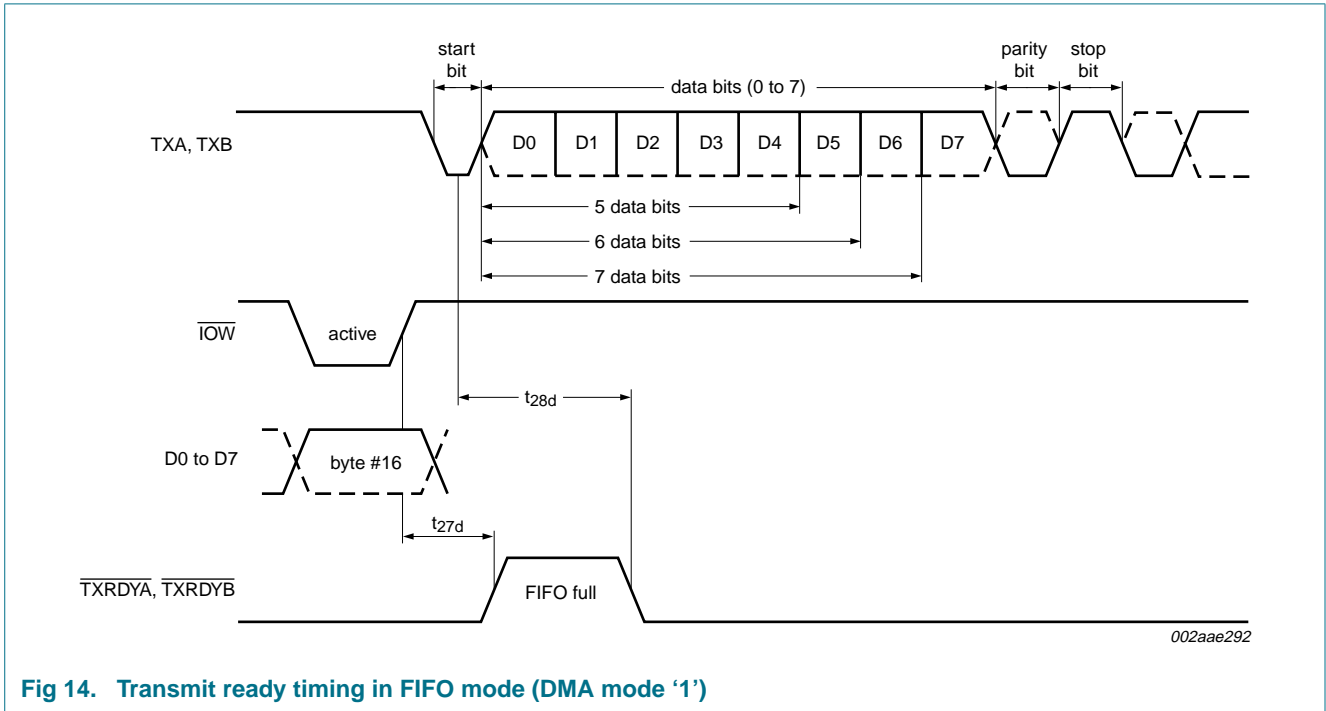 start
bit
data bits (0 to 7)
parity
bit
stop
bit
TXA, TXB
D0 D1 D2 D3 D4 D5 D6 D7
5 data bits
6 data bits
7 data bits
IOW
active
t28d
D0 to D7
byte #16
t27d
TXRDYA, TXRDYB
FIFO full
002aae292
Fig 14. Transmit ready timing in FIFO mode (DMA mode ‘1’)